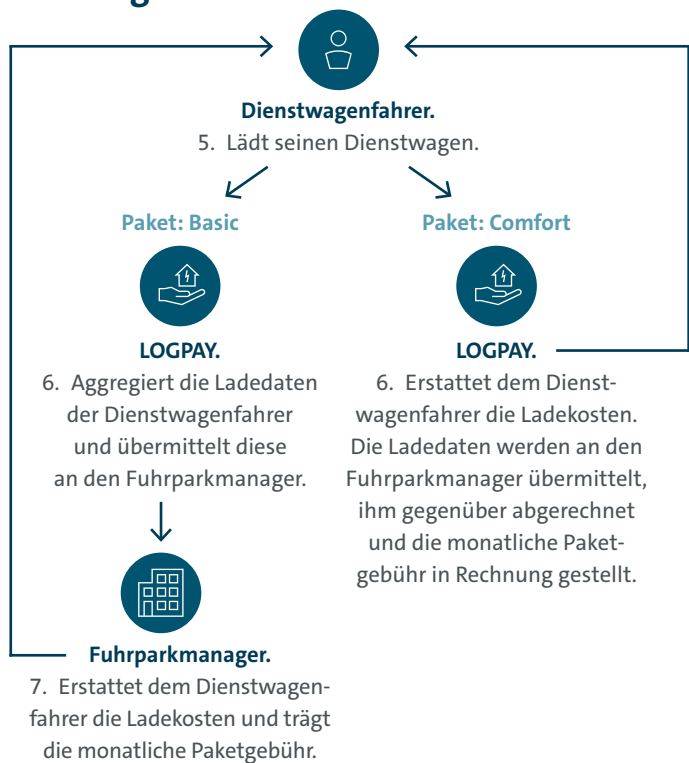 Dienstwagenfahrer.
5. Lädt seinen Dienstwagen.
Paket: Basic
LOGPAY.
6. Aggregiert die Ladedaten
der Dienstwagenfahrer
und übermittelt diese
an den Fuhrparkmanager.
Fuhrparkmanager.
7. Erstattet dem Dienstwagen-
fahrer die Ladekosten und trägt
die monatliche Paketgebühr.
Paket: Comfort
LOGPAY.
6. Erstattet dem Dienst-
wagenfahrer die Ladekosten.
Die Ladedaten werden an den
Fuhrparkmanager übermittelt,
ihm gegenüber abgerechnet
und die monatliche Paket-
gebühr in Rechnung gestellt.